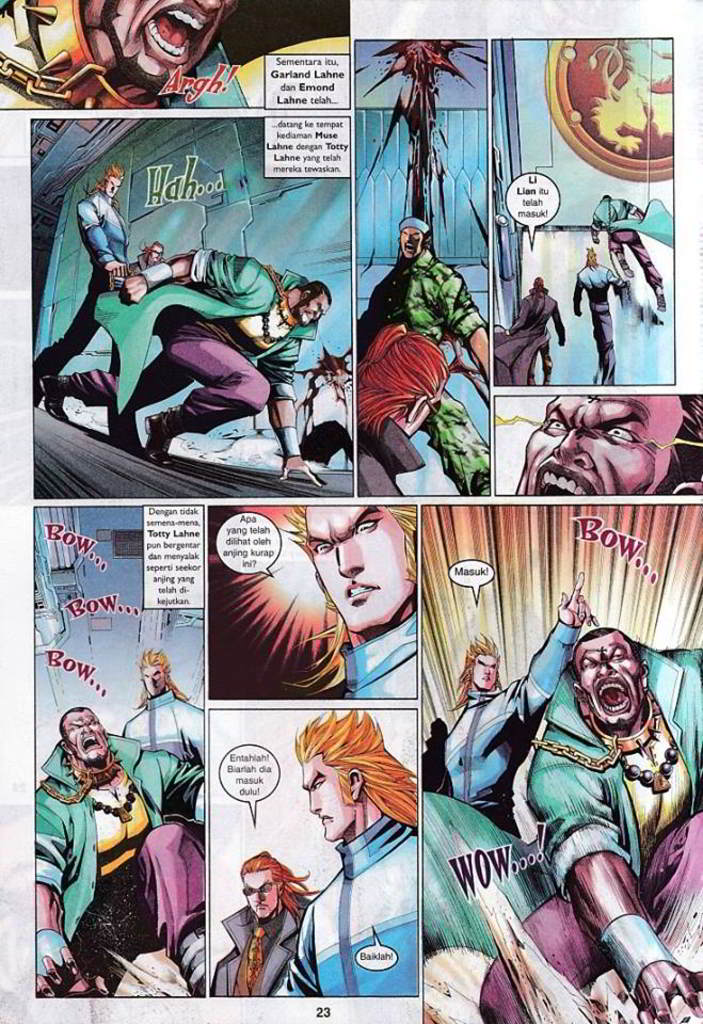 Argh!
Sementara itu,
Garland Lahne
dan Emond
Lahne telah...
...datang ke tempat
kediaman Muse
Lahne dengan Totty
Lahne yang telah
mereka tewaskan.
Hah...
Li
Lian itu
telah
masuk!
BOW...
BOW...
BOW...
Dengan tidak
semena-mena,
Totty Lahne
pun bergentar
dan menyalak
seperti seekor
anjing yang
telah di-
kejutkan.
Apa
yang telah
dilihat oleh
anjing kurap
ini?
Entahlah!
Biarlah dia
masuk
dulu!
Baiklah!
BOW...
Masuk!
WOW...!
23